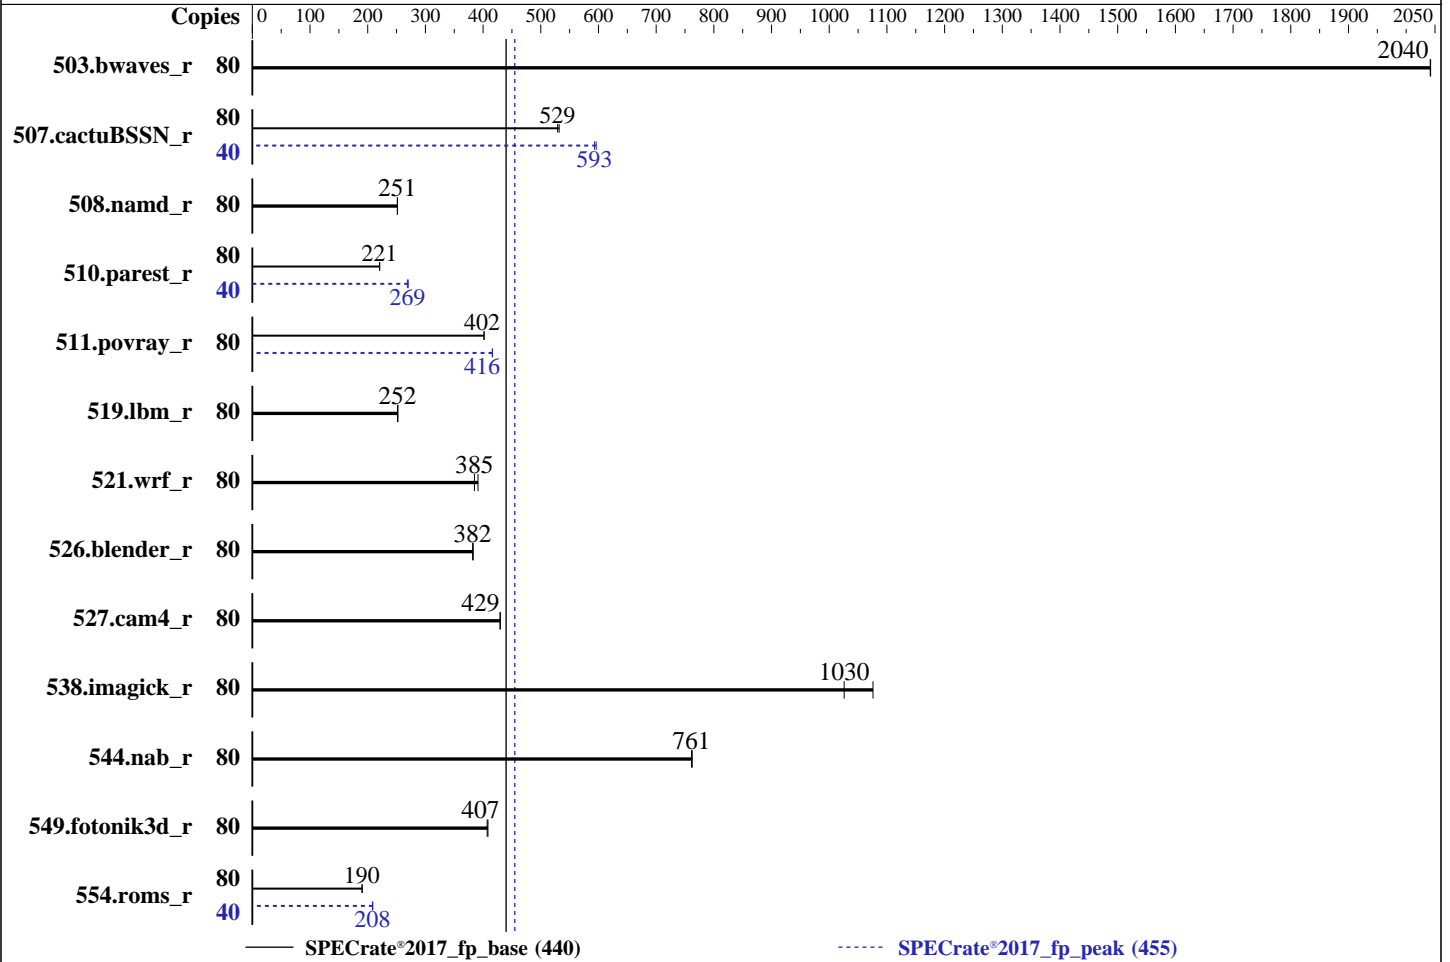 Copies 0 100 200 300 400 500 600 700 800 900 1000 1100 1200 1300 1400 1500 1600 1700 1800 1900 2050
503.bwaves_r 80 2040
80 529
507.cactuBSSN_r
40 593
508.namd_r 80 251
80 221
510.parest_r
40 269
402
511.povray_r 80
416
519.lbm_r 80 252
521.wrf_r 80 385
526.blender_r 80 382
527.cam4_r 80 429
538.imagick_r 80 1030
544.nab_r 80 761
549.fotonik3d_r 80 407
80 190
554.roms_r
40 208
SPECrate®2017_fp_base (440) SPECrate®2017_fp_peak (455)